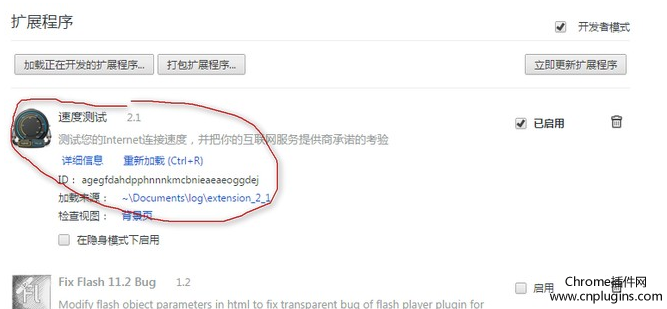 扩展程序
开发者模式
加载正在开发的扩展程序...
打包扩展程序...
立即更新扩展程序
速度测试 2.1
已启用
测试您的Internet连接速度，并把你的互联网服务提供商承诺的考验
详细信息 重新加载 (Ctrl+R)
ID： agegfdahdpphnnnkmcbnieaeaeoggdej
加载来源： ~\Documents\log\extension_2_1
检查视图： 背景页
在隐身模式下启用
Fix Flash 11.2 Bug 1.2
启用
Modify flash object parameters in html to fix transparent bug of flash player plugin for
Chrome插件网
www.cnplugins.com